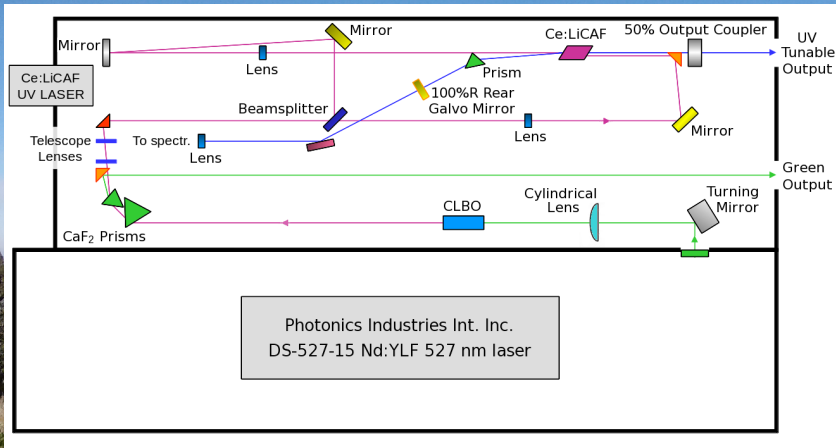 Mirror
50% Output Coupler
Ce:LiCAF
Mirror
UV
Tunable
Output
Lens
Prism
Ce:LiCAF
UV LASER
100%R Rear
Galvo Mirror
Beamsplitter
Mirror
Telescope
Lenses
To spectr.
Lens
Lens
Green
Output
Cylindrical
Lens
Turning
Mirror
CLBO
CaF2 Prisms
Photonics Industries Int. Inc.
DS-527-15 Nd:YLF 527 nm laser